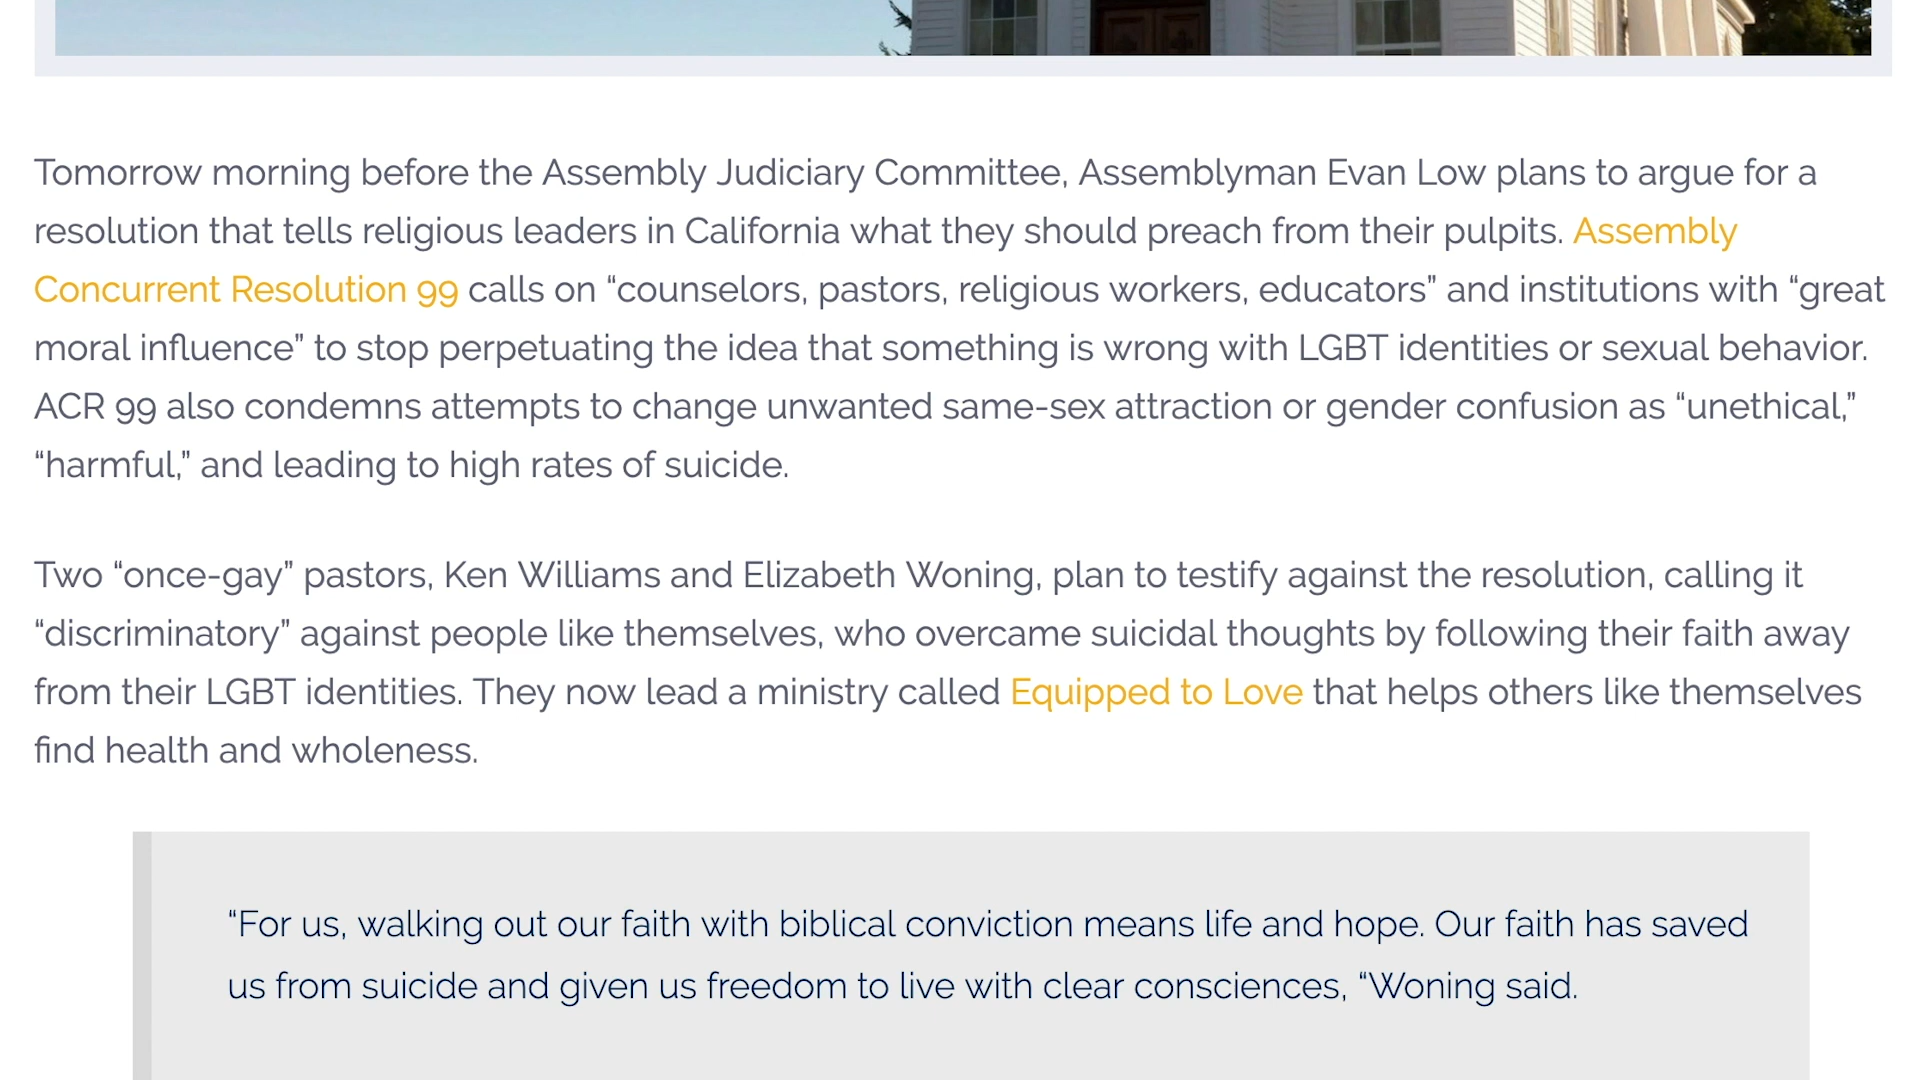 Tomorrow morning before the Assembly Judiciary Committee, Assemblyman Evan Low plans to argue for a
resolution that tells religious leaders in California what they should preach from their pulpits. Assembly
Concurrent Resolution 99 calls on “counselors, pastors, religious workers, educators” and institutions with “great
moral influence” to stop perpetuating the idea that something is wrong with LGBT identities or sexual behavior.
ACR 99 also condemns attempts to change unwanted same-sex attraction or gender confusion as “unethical,”
“harmful,” and leading to high rates of suicide.
Two “once-gay” pastors, Ken Williams and Elizabeth Woning, plan to testify against the resolution, calling it
“discriminatory” against people like themselves, who overcame suicidal thoughts by following their faith away
from their LGBT identities. They now lead a ministry called Equipped to Love that helps others like themselves
find health and wholeness.
“For us, walking out our faith with biblical conviction means life and hope. Our faith has saved
us from suicide and given us freedom to live with clear consciences, “Woning said.